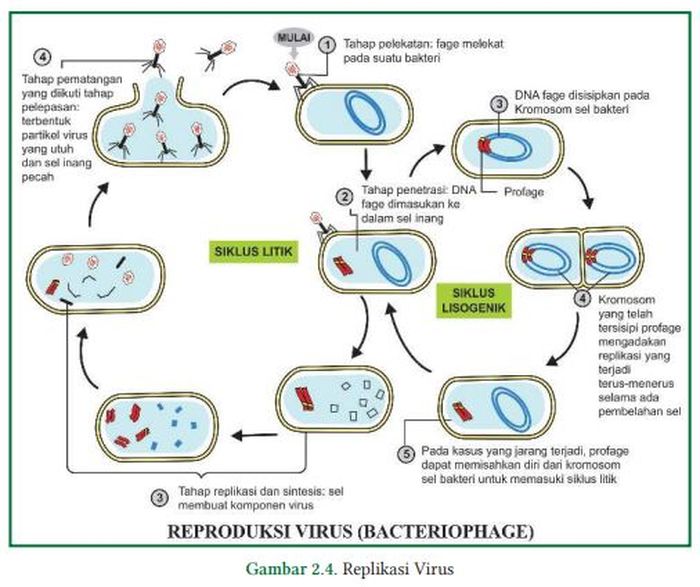 MULAI
1
Tahap pelekatan: fage melekat
pada suatu bakteri
2
Tahap penetrasi: DNA
fage dimasukan ke
dalam sel inang
SIKLUS LITIK
3
Tahap replikasi dan sintesis: sel
membuat komponen virus
4
Tahap pematangan
yang diikuti tahap
pelepasan:
terbentuk
partikel virus
yang utuh
dan sel inang
pecah
3
DNA fage disisipkan pada
Kromosom sel bakteri
Profage
SIKLUS
LISOGENIK
4
Kromosom
yang telah
tersisipi profage
mengadakan
replikasi yang
terjadi
terus-menerus
selama ada
pembelahan sel
5
Pada kasus yang jarang terjadi, profage
dapat memisahkan diri dari kromosom
sel bakteri untuk memasuki siklus litik
REPRODUKSI VIRUS (BACTERIOPHAGE)
Gambar 2.4. Replikasi Virus